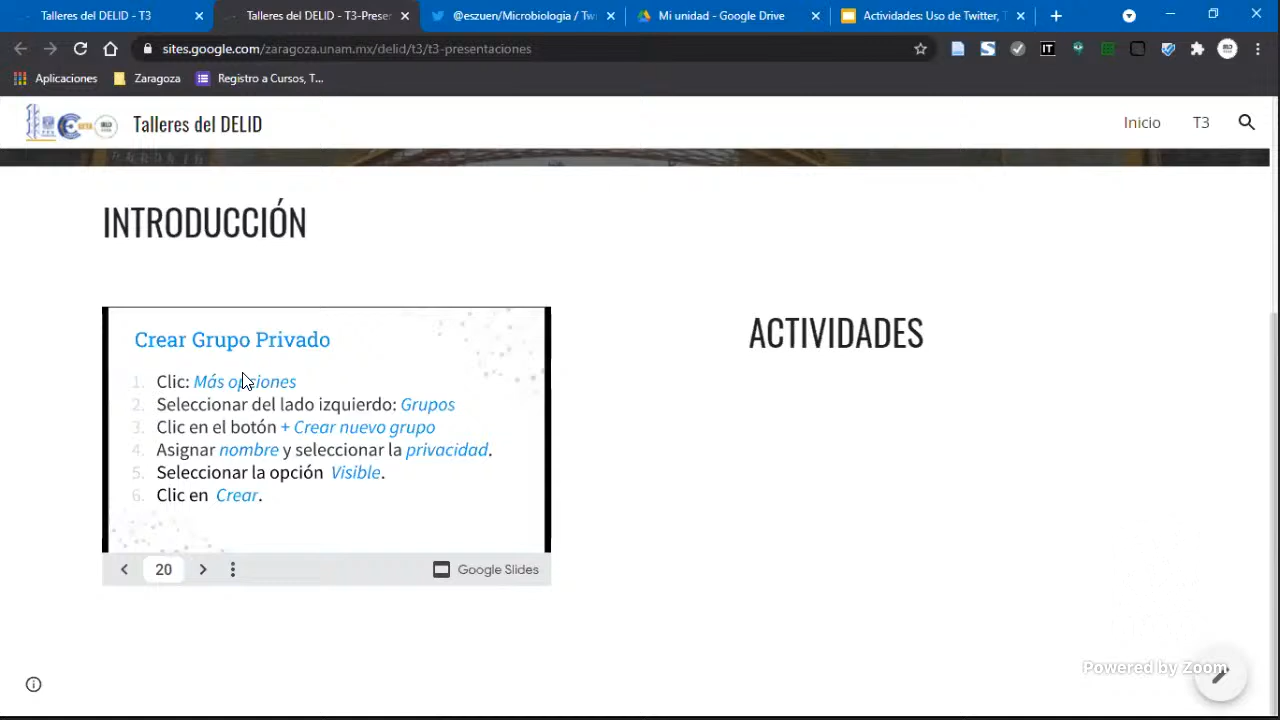 Talleres del DELID - T3
Talleres del DELID - T3-Prese
@eszuen/Microbiologia / Tw
Mi unidad - Google Drive
Actividades: Uso de Twitter,
sites.google.com/zaragoza.unam.mx/delid/t3/t3-presentaciones
Aplicaciones
Zaragoza
Registro a Cursos, T...
Talleres del DELID
Inicio
T3
INTRODUCCIÓN
Crear Grupo Privado
1. Clic: Más opciones
2. Seleccionar del lado izquierdo: Grupos
3. Clic en el botón + Crear nuevo grupo
4. Asignar nombre y seleccionar la privacidad.
5. Seleccionar la opción Visible.
6. Clic en Crear.
20
Google Slides
ACTIVIDADES
Powered by Zoom